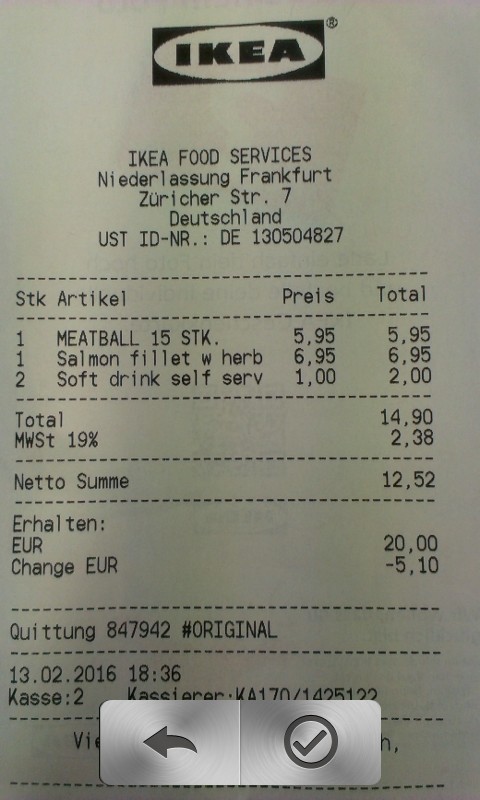 IKEA®
IKEA FOOD SERVICES
Niederlassung Frankfurt
Züricher Str. 7
Deutschland
UST ID-NR.: DE 130504827
Stk Artikel Preis Total
1 MEATBALL 15 STK. 5,95 5,95
1 Salmon fillet w herb 6,95 6,95
2 Soft drink self serv 1,00 2,00
Total 14,90
MWSt 19% 2,38
Netto Summe 12,52
Erhalten:
EUR 20,00
Change EUR -5,10
Quittung 847942 #ORIGINAL
13.02.2016 18:36
Kasse:2 Kassierer:KA170/1425122